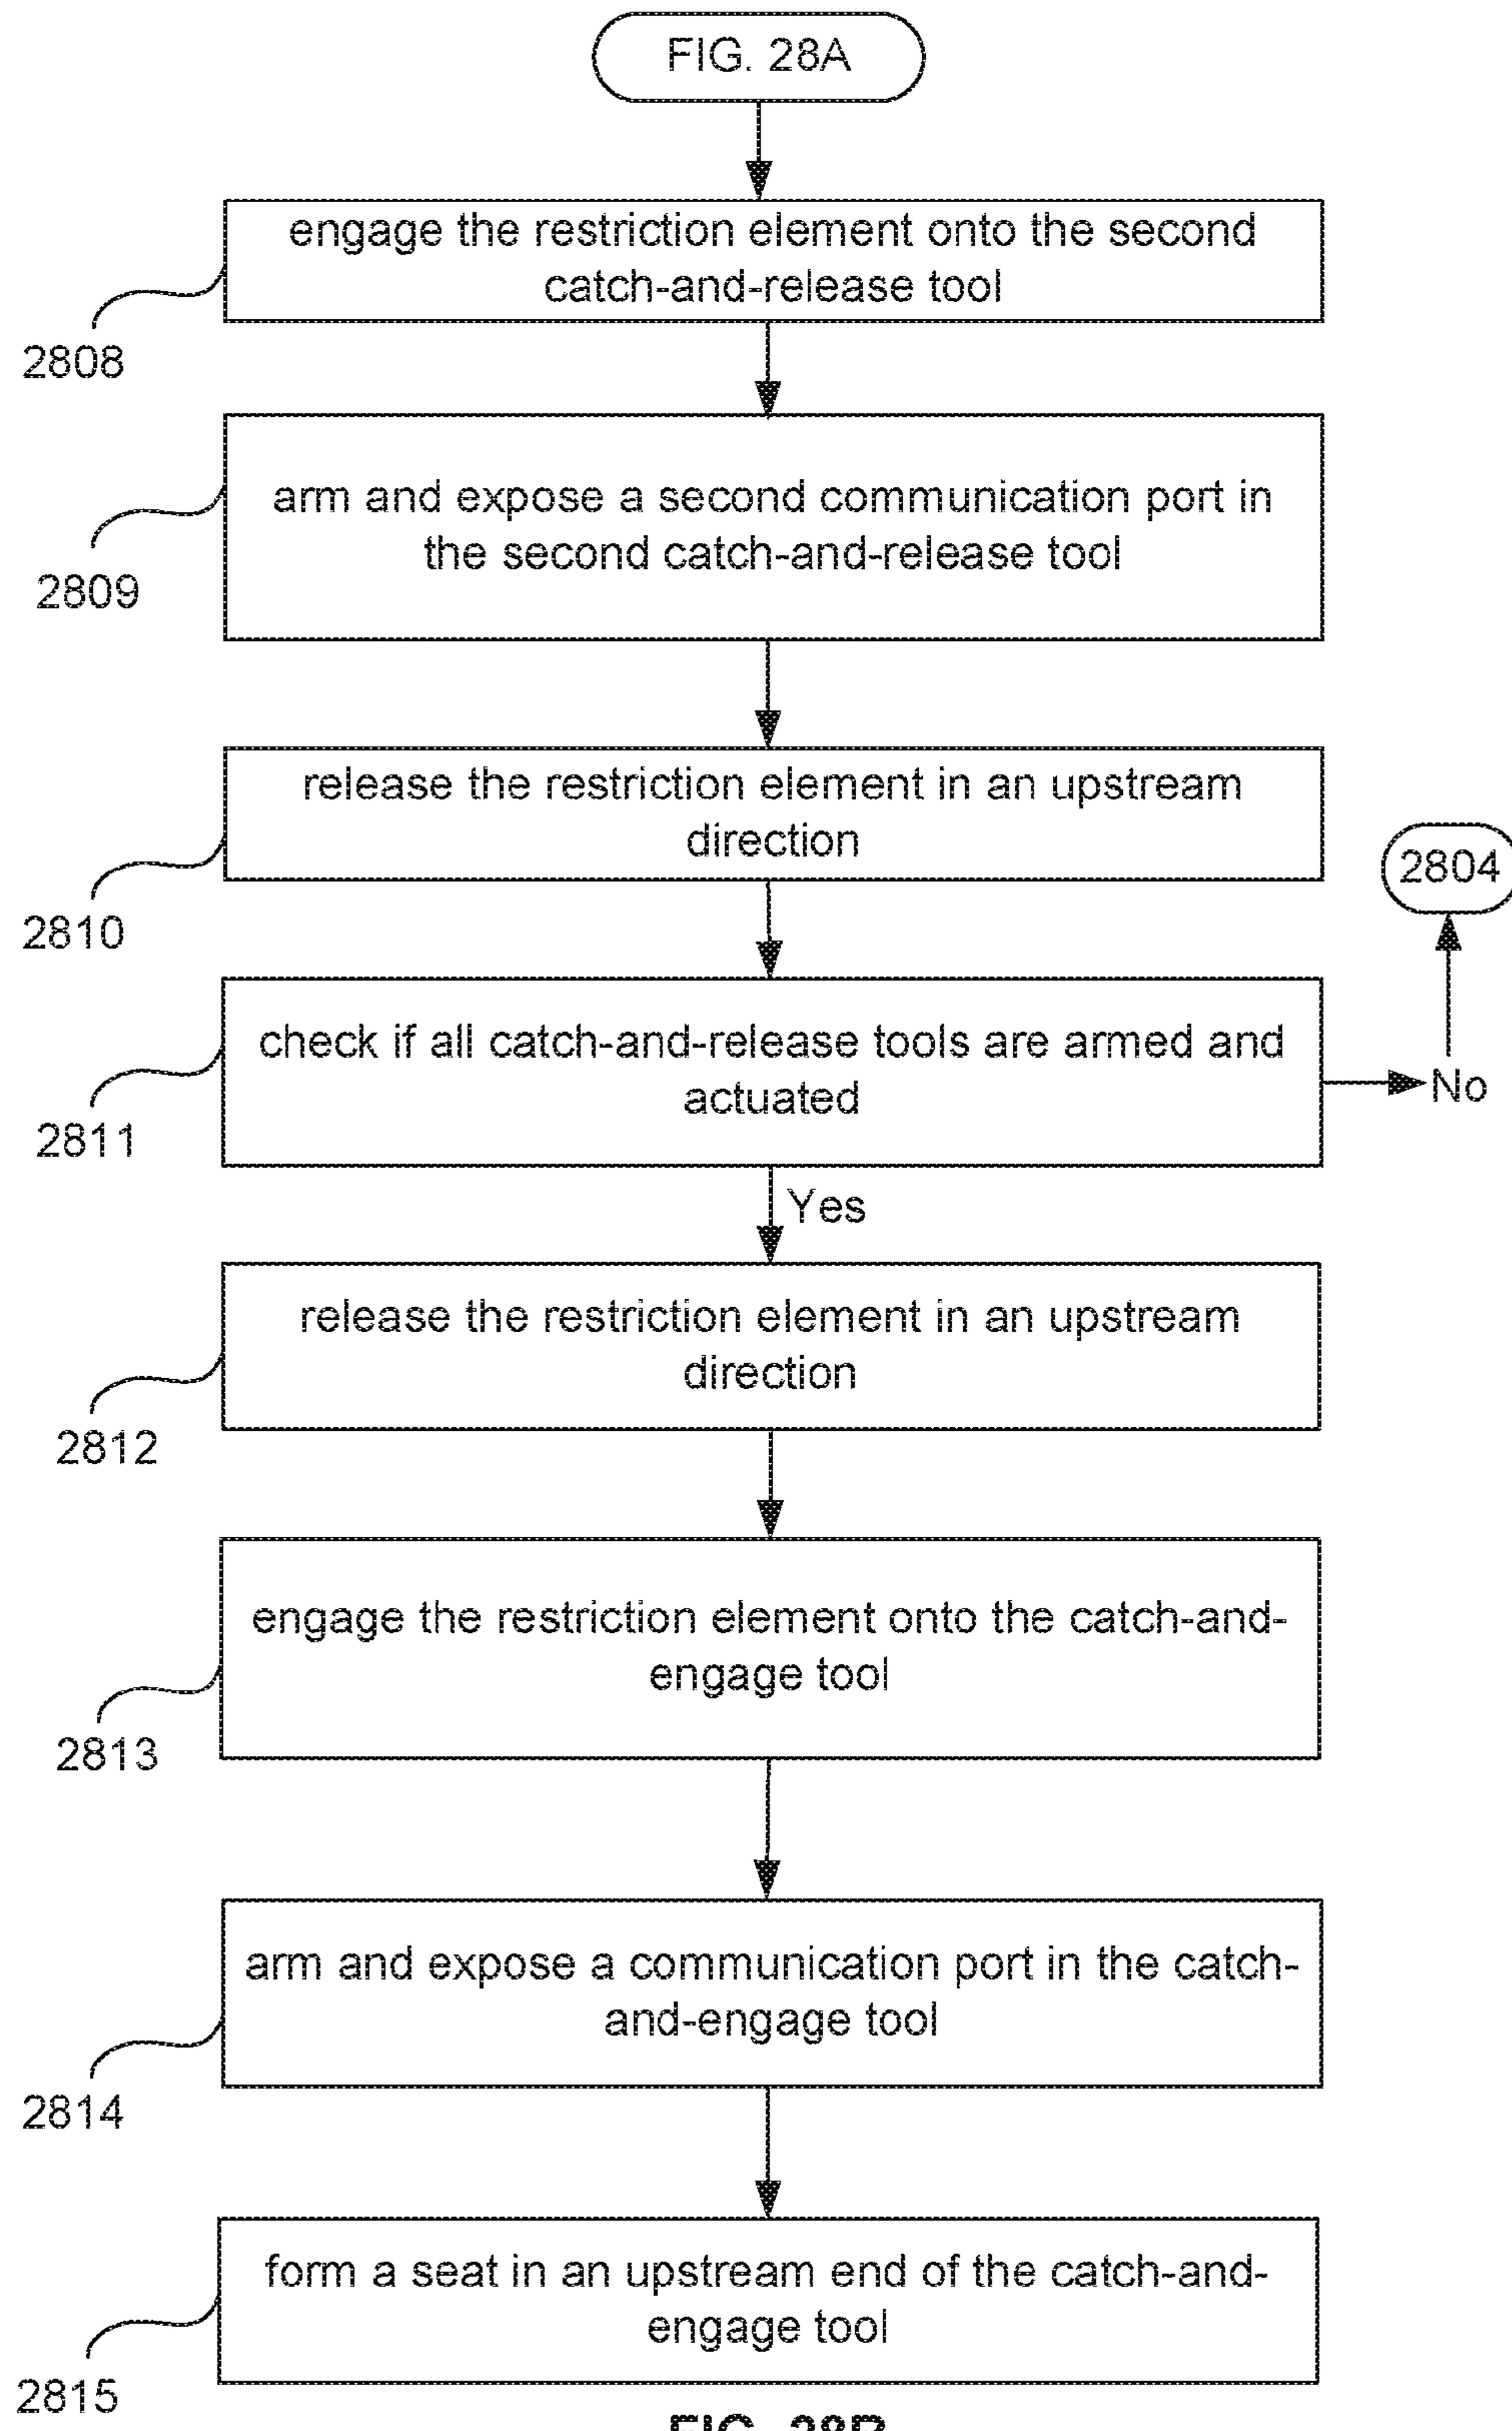 FIG. 28A
engage the restriction element onto the second
catch-and-release tool
2808
arm and expose a second communication port in
the second catch-and-release tool
2809
release the restriction element in an upstream
direction
2810
2804
check if all catch-and-release tools are armed and
actuated
No
2811
Yes
release the restriction element in an upstream
direction
2812
engage the restriction element onto the catch-and-
engage tool
2813
arm and expose a communication port in the catch-
and-engage tool
2814
form a seat in an upstream end of the catch-and-
engage tool
2815
FIG. 28B